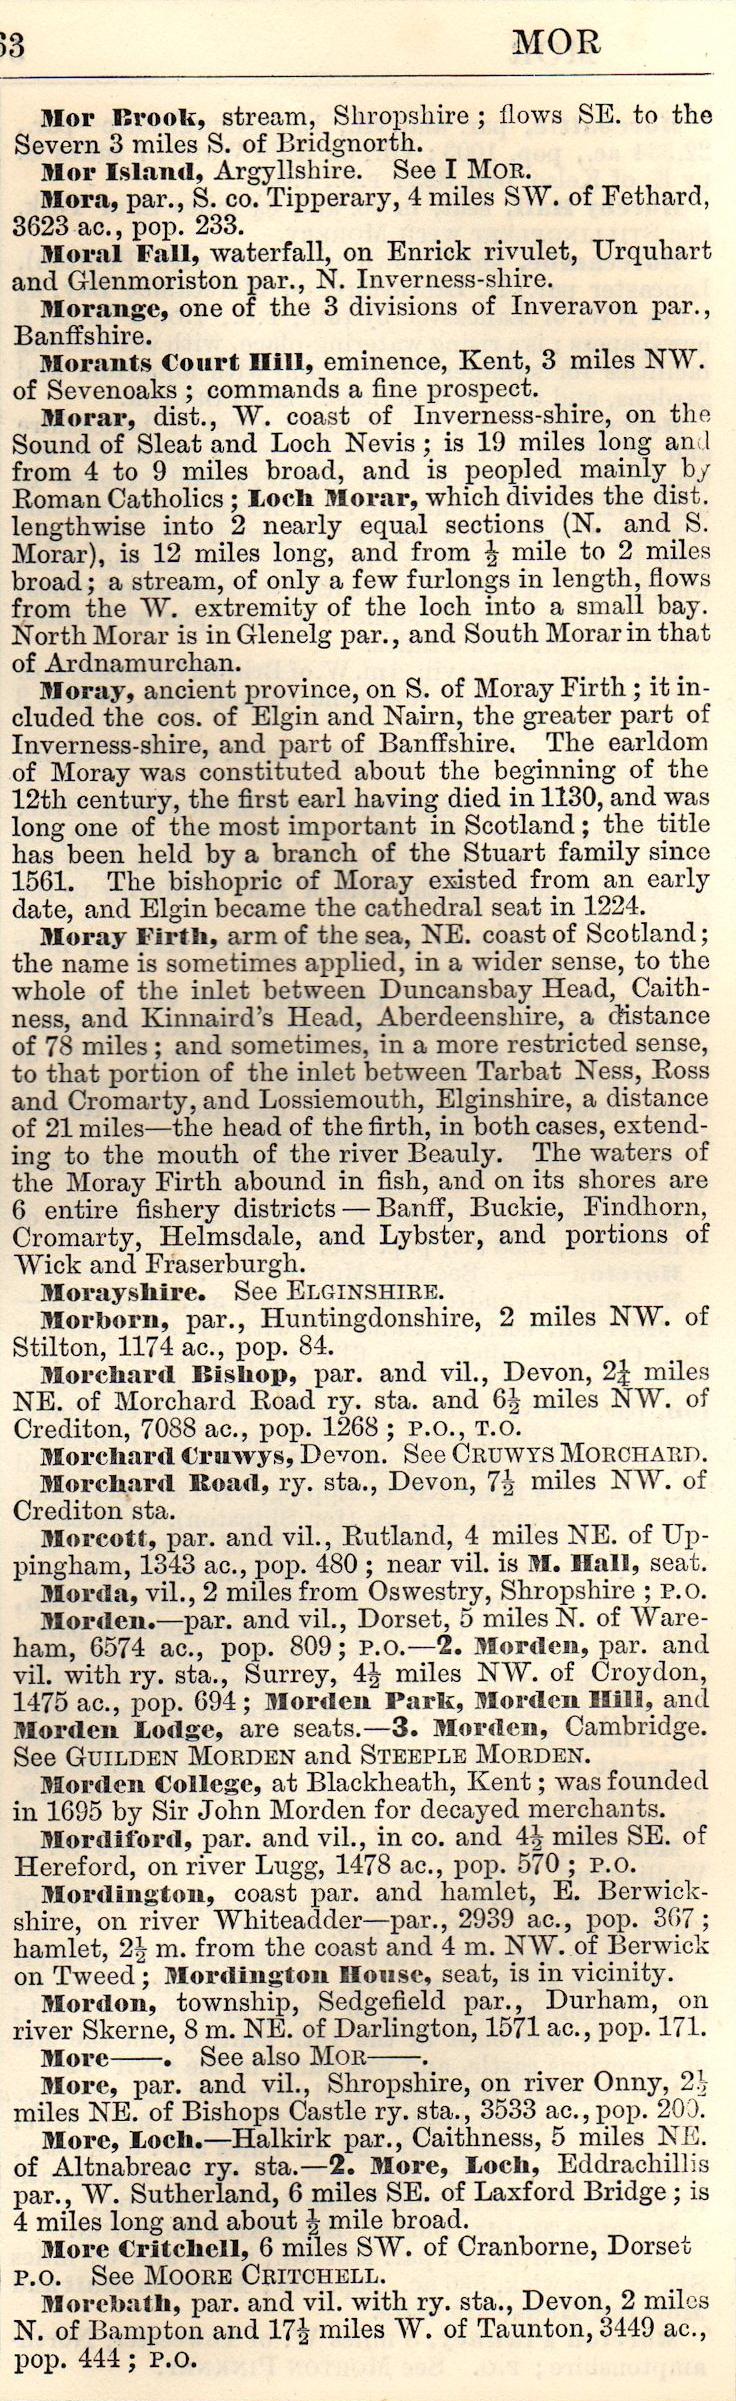 63 MOR
Mor Brook, stream, Shropshire; flows SE. to the
Severn 3 miles S. of Bridgnorth.
Mor Island, Argyllshire. See I MOR.
Mora, par., S. co. Tipperary, 4 miles SW. of Fethard,
3623 ac., pop. 233.
Moral Fall, waterfall, on Enrick rivulet, Urquhart
and Glenmoriston par., N. Inverness-shire.
Morange, one of the 3 divisions of Inveravon par.,
Banffshire.
Morants Court Hill, eminence, Kent, 3 miles NW.
of Sevenoaks; commands a fine prospect.
Morar, dist., W. coast of Inverness-shire, on the
Sound of Sleat and Loch Nevis; is 19 miles long and
from 4 to 9 miles broad, and is peopled mainly by
Roman Catholics; Loch Morar, which divides the dist.
lengthwise into 2 nearly equal sections (N. and S.
Morar), is 12 miles long, and from ½ mile to 2 miles
broad; a stream, of only a few furlongs in length, flows
from the W. extremity of the loch into a small bay.
North Morar is in Glenelg par., and South Morar in that
of Ardnamurchan.
Moray, ancient province, on S. of Moray Firth; it in-
cluded the cos. of Elgin and Nairn, the greater part of
Inverness-shire, and part of Banffshire. The earldom
of Moray was constituted about the beginning of the
12th century, the first earl having died in 1130, and was
long one of the most important in Scotland; the title
has been held by a branch of the Stuart family since
1561. The bishopric of Moray existed from an early
date, and Elgin became the cathedral seat in 1224.
Moray Firth, arm of the sea, NE. coast of Scotland;
the name is sometimes applied, in a wider sense, to the
whole of the inlet between Duncansbay Head, Caith-
ness, and Kinnaird's Head, Aberdeenshire, a distance
of 78 miles; and sometimes, in a more restricted sense,
to that portion of the inlet between Tarbat Ness, Ross
and Cromarty, and Lossiemouth, Elginshire, a distance
of 21 miles—the head of the firth, in both cases, extend-
ing to the mouth of the river Beauly. The waters of
the Moray Firth abound in fish, and on its shores are
6 entire fishery districts—Banff, Buckie, Findhorn,
Cromarty, Helmsdale, and Lybster, and portions of
Wick and Fraserburgh.
Morayshire. See ELGINSHIRE.
Morborn, par., Huntingdonshire, 2 miles NW. of
Stilton, 1174 ac., pop. 84.
Morchard Bishop, par. and vil., Devon, 2¼ miles
NE. of Morchard Road ry. sta. and 6½ miles NW. of
Crediton, 7088 ac., pop. 1268; P.O., T.O.
Morchard Cruwys, Devon. See CRUWYS MORCHARD.
Morchard Road, ry. sta., Devon, 7½ miles NW. of
Crediton sta.
Morcott, par. and vil., Rutland, 4 miles NE. of Up-
pingham, 1343 ac., pop. 480; near vil. is M. Hall, seat.
Morda, vil., 2 miles from Oswestry, Shropshire; P.O.
Morden.—par. and vil., Dorset, 5 miles N. of Ware-
ham, 6574 ac., pop. 809; P.O.—2. Morden, par. and
vil. with ry. sta., Surrey, 4½ miles NW. of Croydon,
1475 ac., pop. 694; Morden Park, Morden Hill, and
Morden Lodge, are seats.—3. Morden, Cambridge.
See GUILDEN MORDEN and STEEPLE MORDEN.
Morden College, at Blackheath, Kent; was founded
in 1695 by Sir John Morden for decayed merchants.
Mordiford, par. and vil., in co. and 4½ miles SE. of
Hereford, on river Lugg, 1478 ac., pop. 570; P.O.
Mordington, coast par. and hamlet, E. Berwick-
shire, on river Whiteadder—par., 2939 ac., pop. 367;
hamlet, 2½ m. from the coast and 4 m. NW. of Berwick
on Tweed; Mordington House, seat, is in vicinity.
Mordon, township, Sedgefield par., Durham, on
river Skerne, 8 m. NE. of Darlington, 1571 ac., pop. 171.
More——. See also MOR——.
More, par. and vil., Shropshire, on river Onny, 2½
miles NE. of Bishops Castle ry. sta., 3533 ac., pop. 200.
More, Loch.—Halkirk par., Caithness, 5 miles NE.
of Altnabreac ry. sta.—2. More, Loch, Eddrachillis
par., W. Sutherland, 6 miles SE. of Laxford Bridge; is
4 miles long and about ½ mile broad.
More Critchell, 6 miles SW. of Cranborne, Dorset
P.O. See MOORE CRITCHELL.
Morebath, par. and vil. with ry. sta., Devon, 2 miles
N. of Bampton and 17½ miles W. of Taunton, 3449 ac.,
pop. 444; P.O.